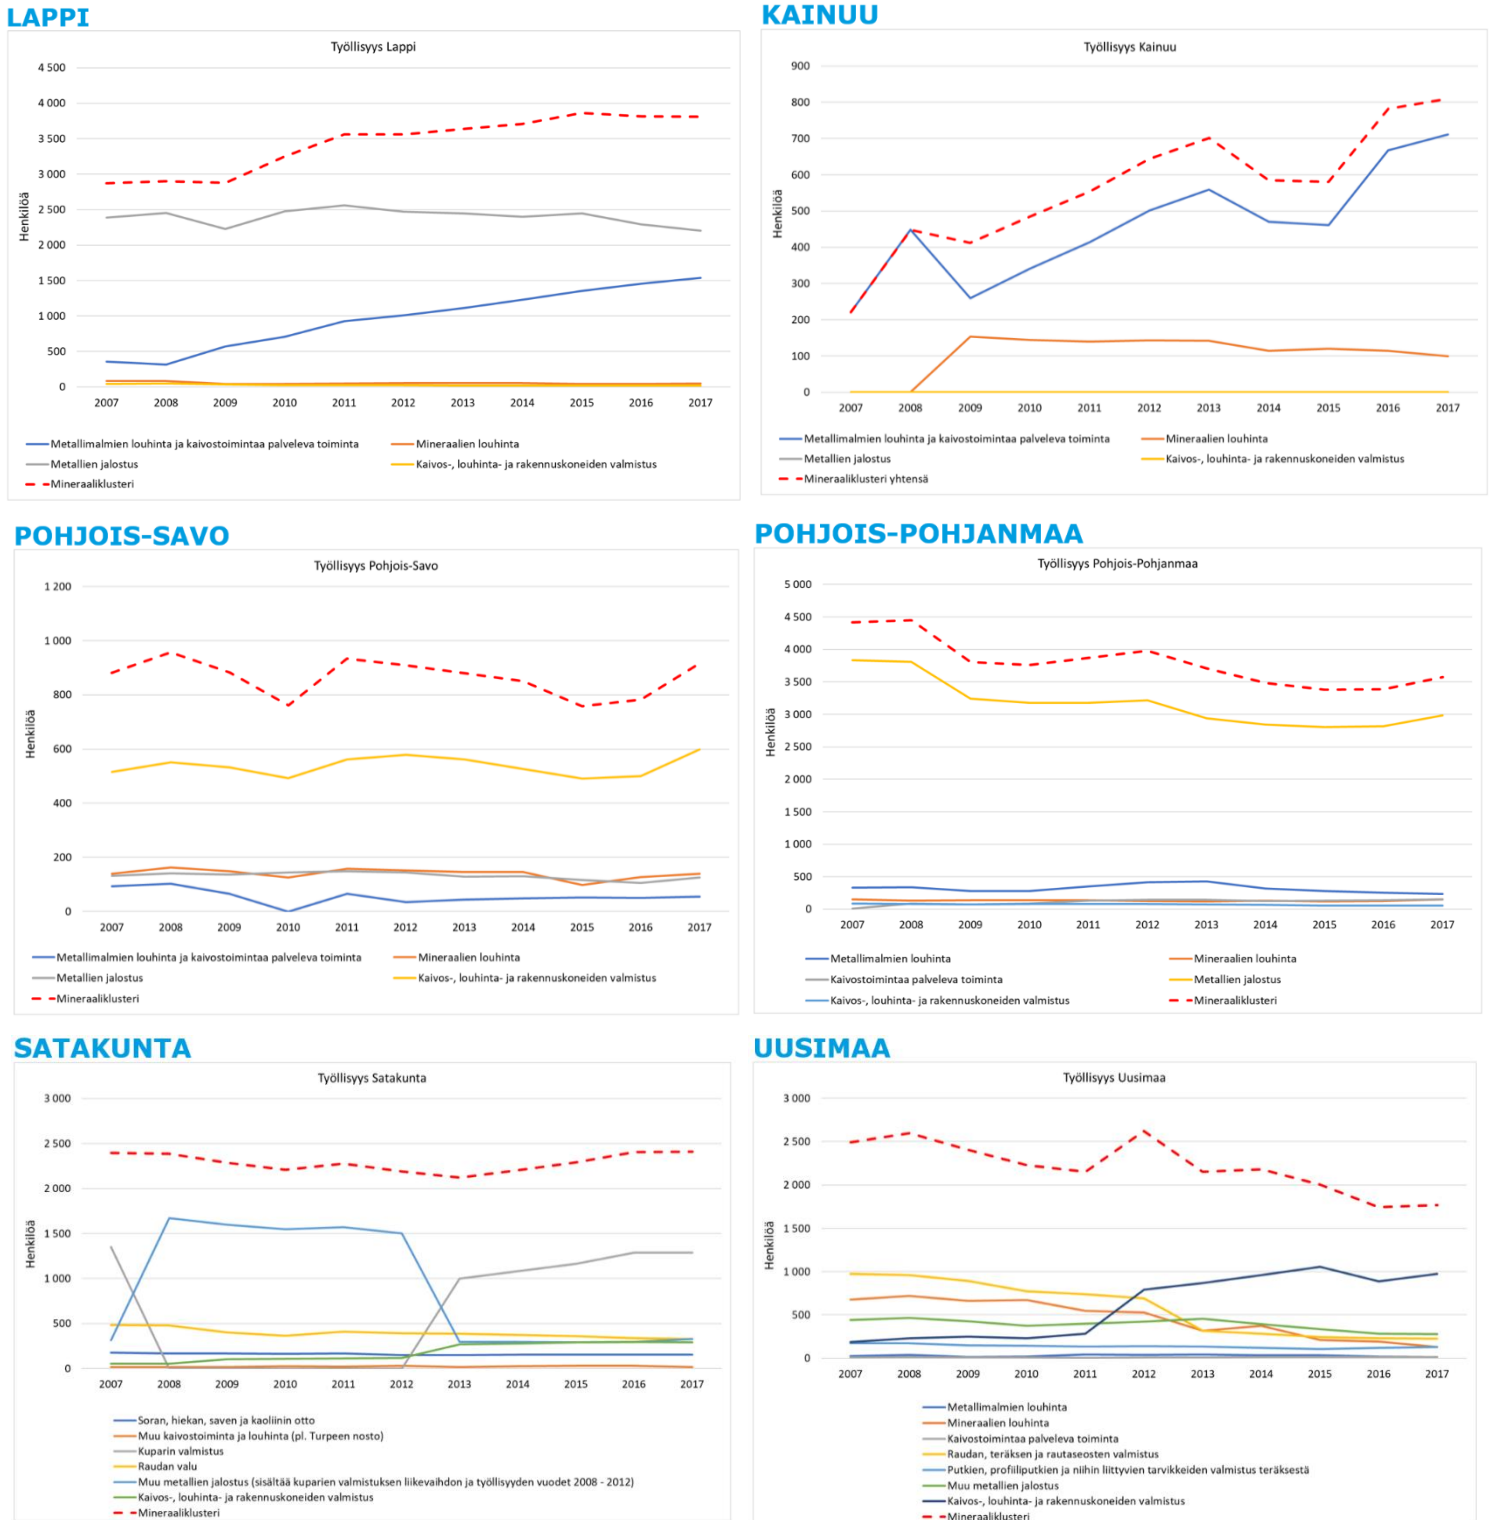 LAPPI
Työllisyys Lappi
4 500
4 000
3 500
3 000
2 500
2 000
1 500
1 000
500
0
Henkilöä
2007 2008 2009 2010 2011 2012 2013 2014 2015 2016 2017
Metallimalmien louhinta ja kaivostoimintaa palveleva toiminta Mineraalien louhinta
Metallien jalostus Kaivos-, louhinta- ja rakennuskoneiden valmistus
Mineraaliklusteri
KAINUU
Työllisyys Kainuu
900
800
700
600
500
400
300
200
100
0
Henkilöä
2007 2008 2009 2010 2011 2012 2013 2014 2015 2016 2017
Metallimalmien louhinta ja kaivostoimintaa palveleva toiminta Mineraalien louhinta
Metallien jalostus Kaivos-, louhinta- ja rakennuskoneiden valmistus
Mineraaliklusteri yhtensä
POHJOIS-SAVO
Työllisyys Pohjois-Savo
1 200
1 000
800
600
400
200
0
Henkilöä
2007 2008 2009 2010 2011 2012 2013 2014 2015 2016 2017
Metallimalmien louhinta ja kaivostoimintaa palveleva toiminta Mineraalien louhinta
Metallien jalostus Kaivos-, louhinta- ja rakennuskoneiden valmistus
Mineraaliklusteri
POHJOIS-POHJANMAA
Työllisyys Pohjois-Pohjanmaa
5 000
4 500
4 000
3 500
3 000
2 500
2 000
1 500
1 000
500
0
Henkilöä
2007 2008 2009 2010 2011 2012 2013 2014 2015 2016 2017
Metallimalmien louhinta Mineraalien louhinta
Kaivostoimintaa palveleva toiminta Metallien jalostus
Kaivos-, louhinta- ja rakennuskoneiden valmistus Mineraaliklusteri
SATAKUNTA
Työllisyys Satakunta
3 000
2 500
2 000
1 500
1 000
500
0
Henkilöä
2007 2008 2009 2010 2011 2012 2013 2014 2015 2016 2017
Soran, hiekan, saven ja kaoliinin otto
Muu kaivostoiminta ja louhinta (pl. Turpeen nosto)
Kuparin valmistus
Raudan valu
Muu metallien jalostus (sisältää kuparien valmistuksen liikevaihdon ja työllisyyden vuodet 2008 - 2012)
Kaivos-, louhinta- ja rakennuskoneiden valmistus
Mineraaliklusteri
UUSIMAA
Työllisyys Uusimaa
3 000
2 500
2 000
1 500
1 000
500
0
Henkilöä
2007 2008 2009 2010 2011 2012 2013 2014 2015 2016 2017
Metallimalmien louhinta
Mineraalien louhinta
Kaivostoimintaa palveleva toiminta
Raudan, teräksen ja rautaseosten valmistus
Putkien, profiiliputkien ja niihin liittyvien tarvikkeiden valmistus teräksestä
Muu metallien jalostus
Kaivos-, louhinta- ja rakennuskoneiden valmistus
Mineraaliklusteri